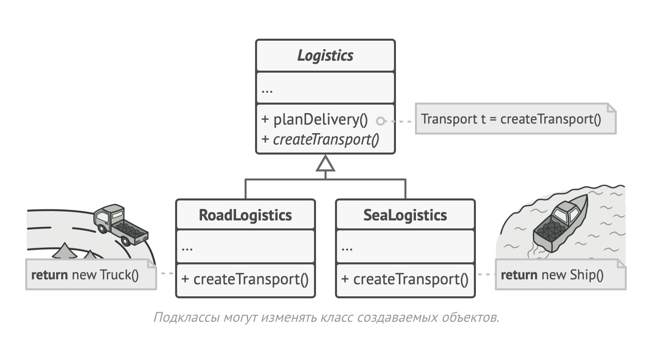 Logistics
...
+ planDelivery()
+ createTransport()
Transport t = createTransport()
RoadLogistics
...
+ createTransport()
SeaLogistics
...
+ createTransport()
return new Truck()
return new Ship()
Подклассы могут изменять класс создаваемых объектов.